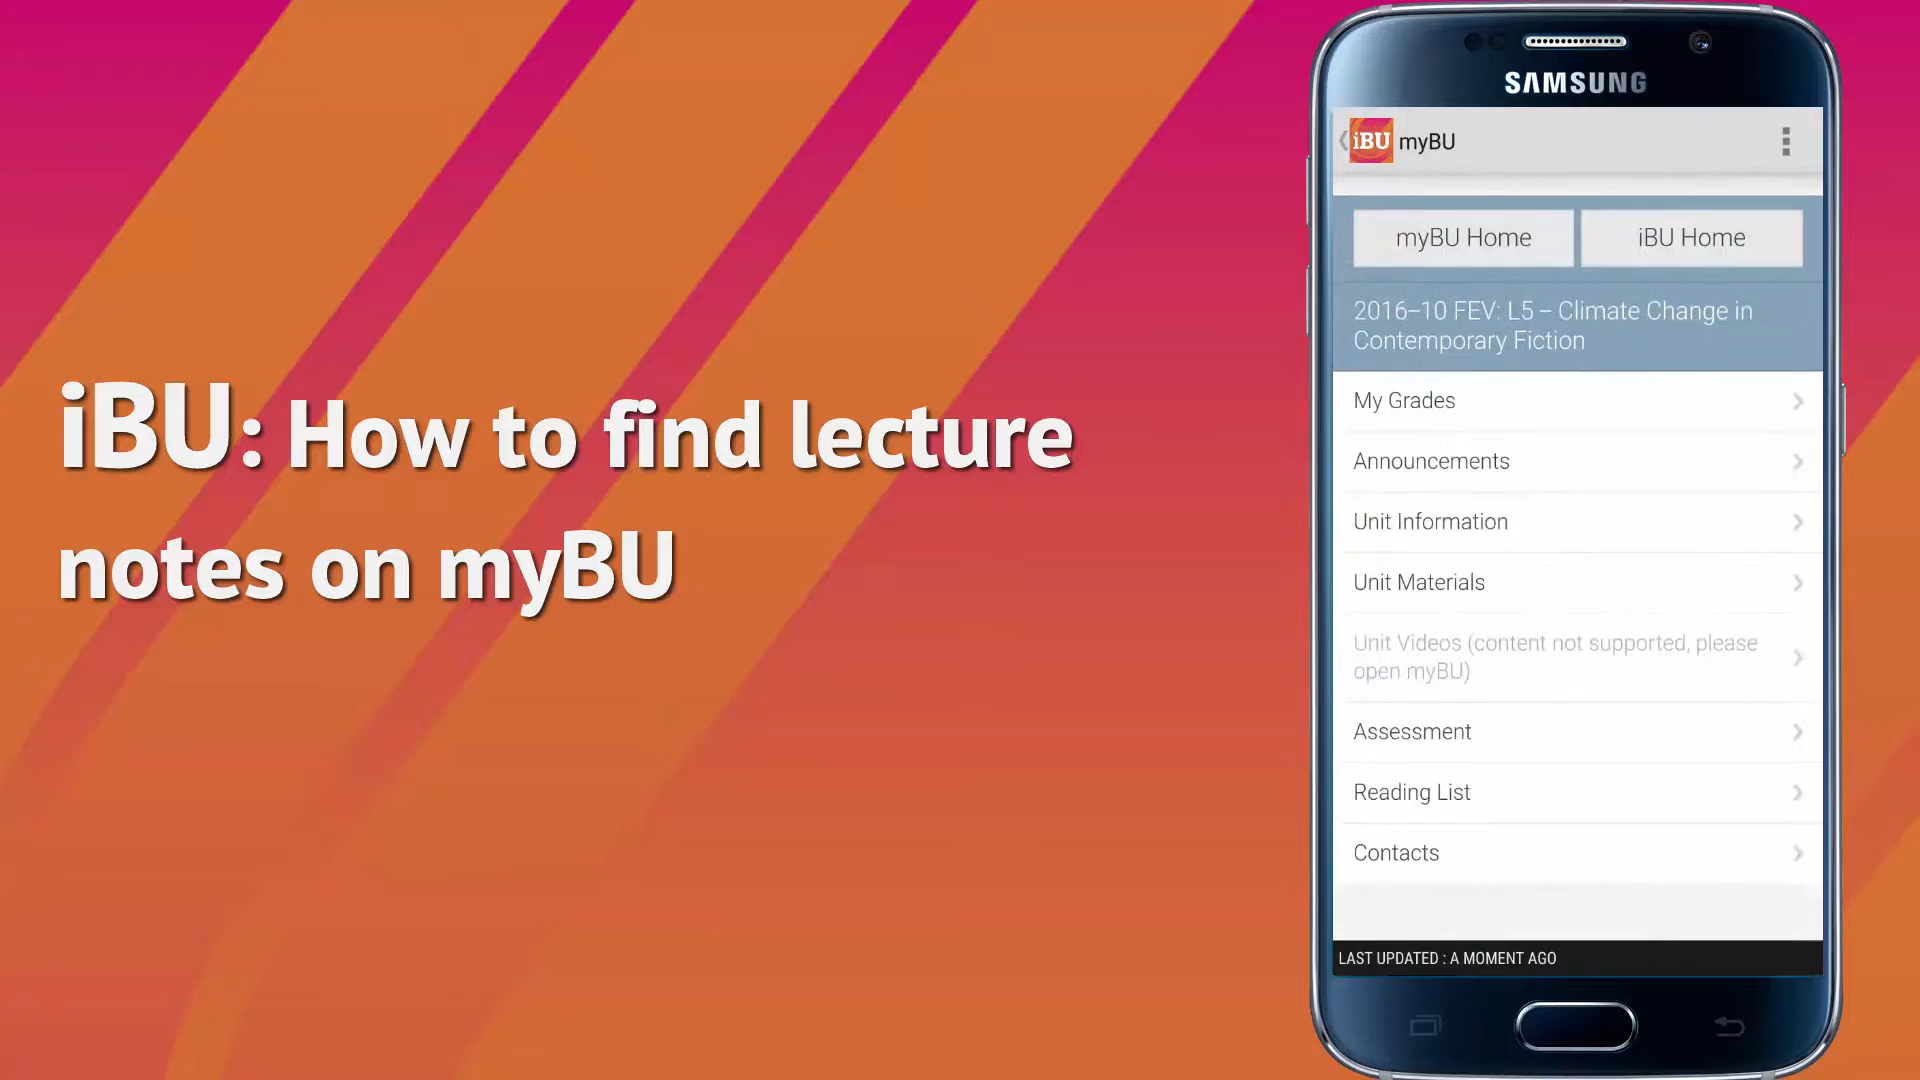 iBU: How to find lecture
notes on myBU
SAMSUNG
iBU myBU
myBU Home
iBU Home
2016–10 FEV: L5 – Climate Change in
Contemporary Fiction
My Grades
Announcements
Unit Information
Unit Materials
Unit Videos (content not supported, please
open myBU)
Assessment
Reading List
Contacts
LAST UPDATED : A MOMENT AGO